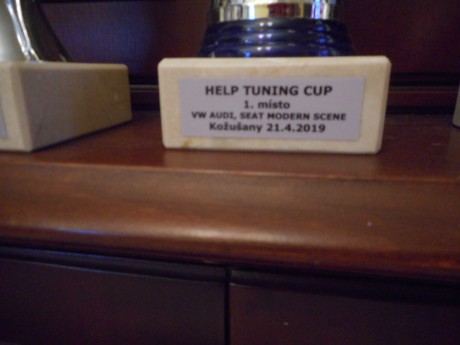 HELP TUNING CUP
1. místo
VW AUDI, SEAT MODERN SCENE
Kožušany 21.4.2019